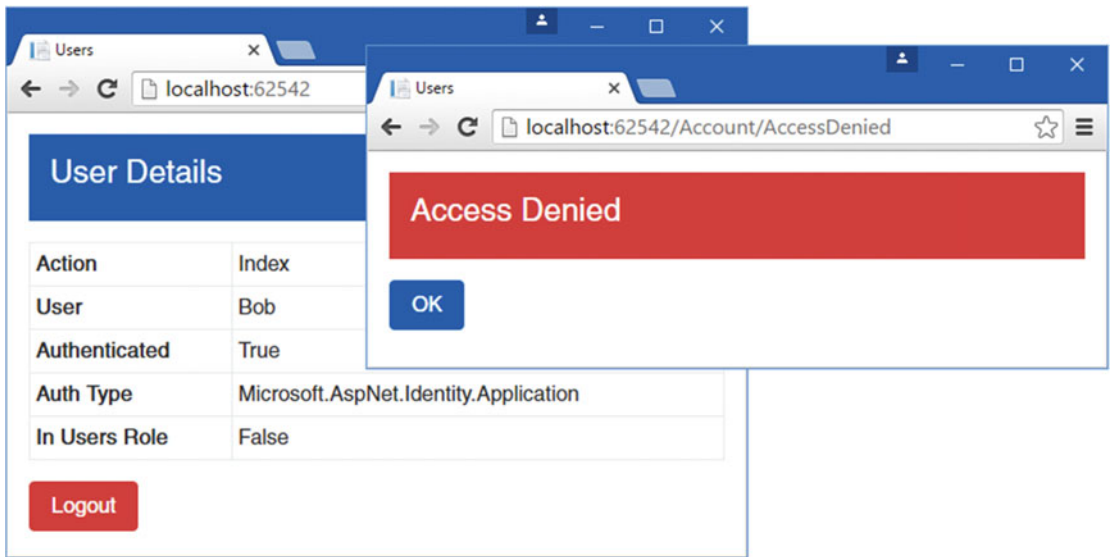 Users
localhost:62542
User Details
Action Index
User Bob
Authenticated True
Auth Type Microsoft.AspNet.Identity.Application
In Users Role False
Logout
Users
localhost:62542/Account/AccessDenied
Access Denied
OK